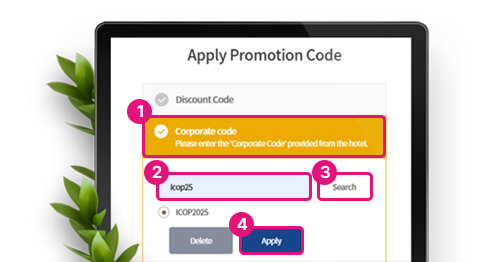 Apply Promotion Code
Discount Code
1
Corporate code
Please enter the 'Corporate Code' provided from the hotel.
2
3
icop25
Search
ICOP2025
4
Delete
Apply